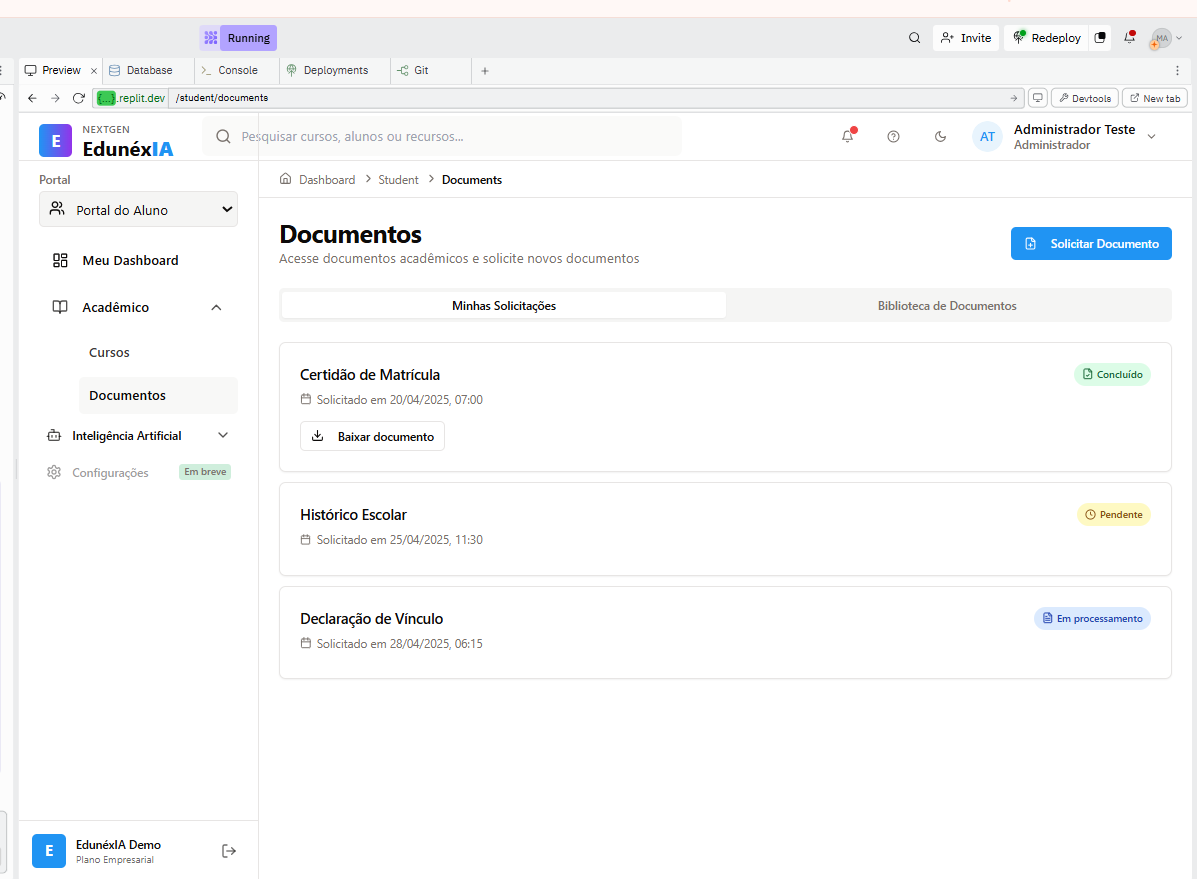 Running
Invite
Redeploy
MA
Preview
Database
Console
Deployments
Git
{...}.replit.dev /student/documents
Devtools
New tab
E
NEXTGEN
EdunéxIA
Pesquisar cursos, alunos ou recursos...
AT
Administrador Teste
Administrador
Portal
Portal do Aluno
Meu Dashboard
Acadêmico
Cursos
Documentos
Inteligência Artificial
Configurações
Em breve
Dashboard > Student > Documents
Documentos
Acesse documentos acadêmicos e solicite novos documentos
Solicitar Documento
Minhas Solicitações
Biblioteca de Documentos
Certidão de Matrícula
Concluído
Solicitado em 20/04/2025, 07:00
Baixar documento
Histórico Escolar
Pendente
Solicitado em 25/04/2025, 11:30
Declaração de Vínculo
Em processamento
Solicitado em 28/04/2025, 06:15
E
EdunéxIA Demo
Plano Empresarial